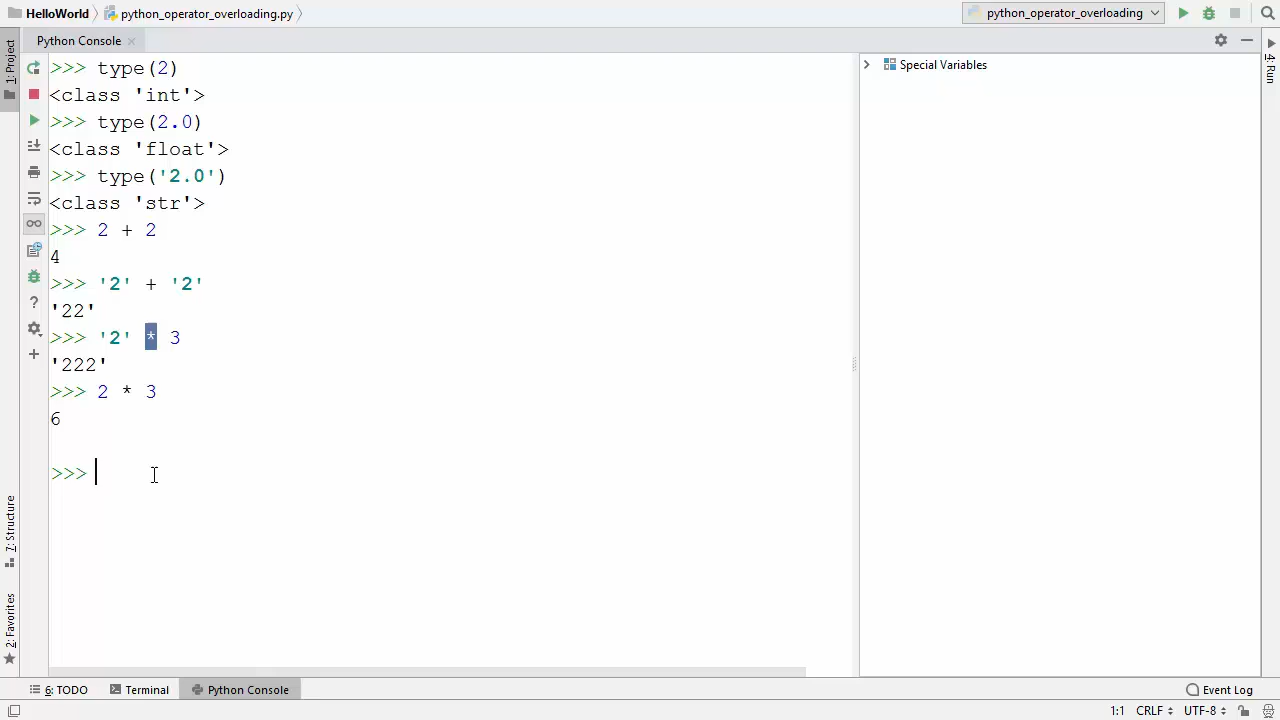 HelloWorld python_operator_overloading.py python_operator_overloading
Python Console
1: Project
4: Run
>>> type(2)
<class 'int'>
>>> type(2.0)
<class 'float'>
>>> type('2.0')
<class 'str'>
>>> 2 + 2
4
>>> '2' + '2'
'22'
>>> '2' * 3
'222'
>>> 2 * 3
6
>>>
Special Variables
7: Structure
2: Favorites
6: TODO Terminal Python Console Event Log
1:1 CRLF UTF-8